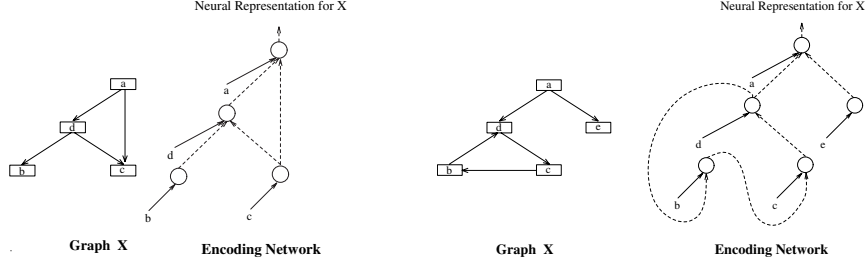 Neural Representation for X
a
d
b
c
a
d
b
c
Graph X
Encoding Network
Neural Representation for X
a
d
e
b
c
a
d
e
b
c
Graph X
Encoding Network